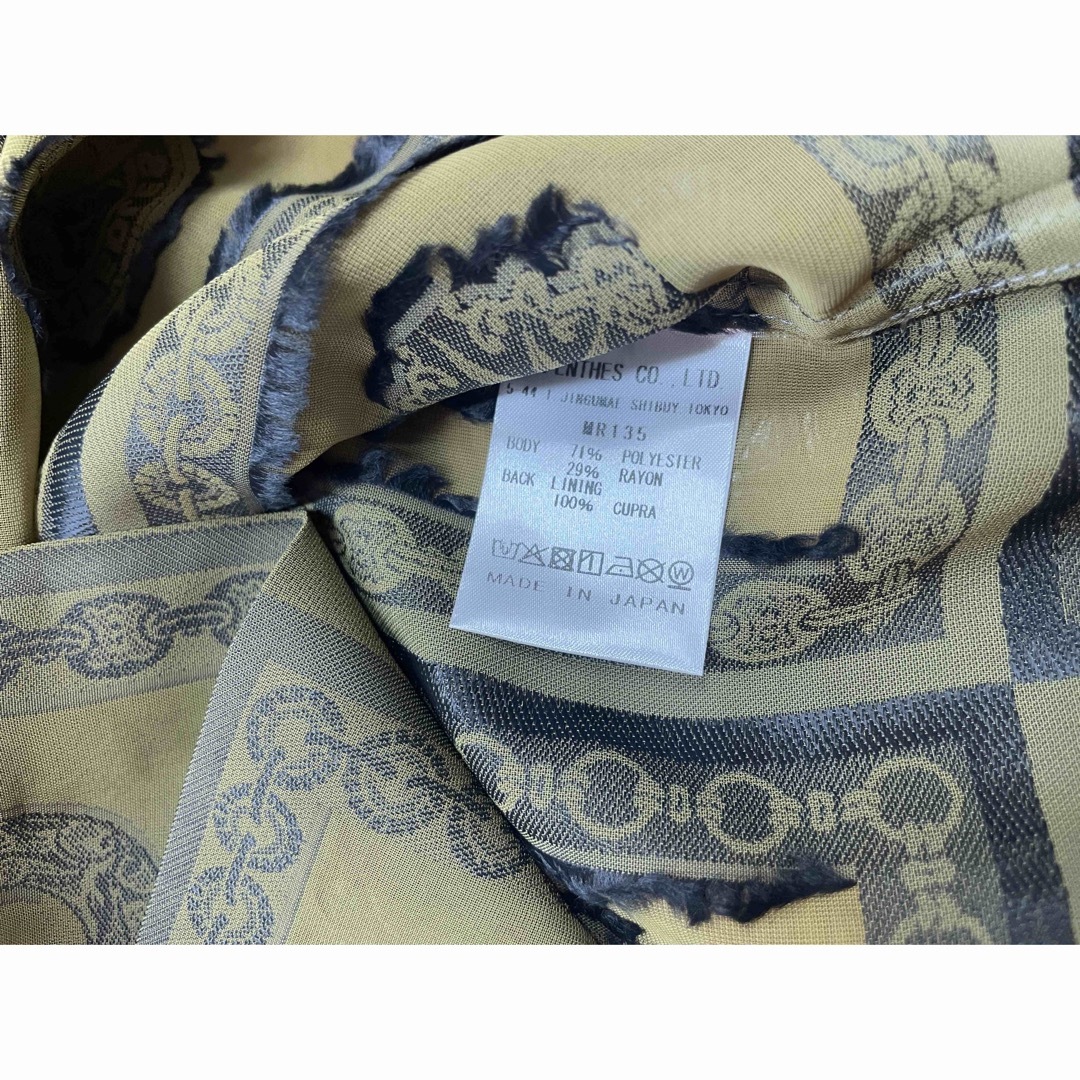 ENTHES CO.,LTD
5 44 1 JINGUMAE SHIBUY TOKYO
MR135
BODY 71% POLYESTER
29% RAYON
BACK LINING
100% CUPRA
MADE IN JAPAN